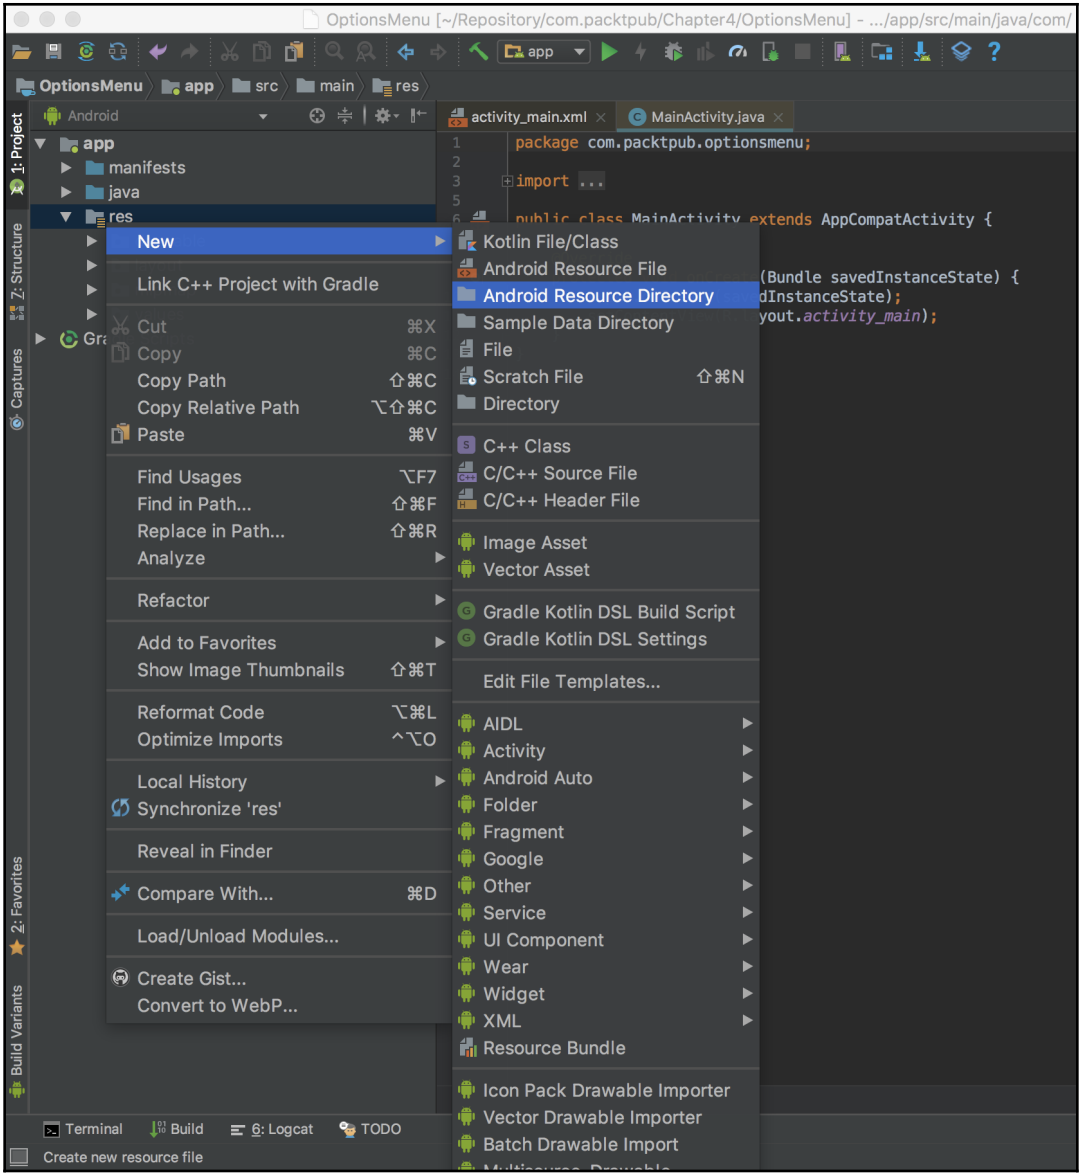 OptionsMenu [~/Repository/com.packtpub/Chapter4/OptionsMenu] - .../app/src/main/java/com/
app
OptionsMenu app src main res
1: Project
Z: Structure
Captures
2: Favorites
Build Variants
Android
app
manifests
java
res
Gra
activity_main.xml
MainActivity.java
1 package com.packtpub.optionsmenu;
2
3 import ...
5
6 public class MainActivity extends AppCompatActivity {
(Bundle savedInstanceState) {
dInstanceState);
yout.activity_main);
New
Link C++ Project with Gradle
Cut ⌘X
Copy ⌘C
Copy Path ⇧⌘C
Copy Relative Path ⌥⇧⌘C
Paste ⌘V
Find Usages ⌥F7
Find in Path... ⇧⌘F
Replace in Path... ⇧⌘R
Analyze
Refactor
Add to Favorites
Show Image Thumbnails ⇧⌘T
Reformat Code ⌥⌘L
Optimize Imports ^⌥O
Local History
Synchronize 'res'
Reveal in Finder
Compare With... ⌘D
Load/Unload Modules...
Create Gist...
Convert to WebP...
Kotlin File/Class
Android Resource File
Android Resource Directory
Sample Data Directory
File
Scratch File ⇧⌘N
Directory
C++ Class
C/C++ Source File
C/C++ Header File
Image Asset
Vector Asset
Gradle Kotlin DSL Build Script
Gradle Kotlin DSL Settings
Edit File Templates...
AIDL
Activity
Android Auto
Folder
Fragment
Google
Other
Service
UI Component
Wear
Widget
XML
Resource Bundle
Icon Pack Drawable Importer
Vector Drawable Importer
Batch Drawable Import
Terminal Build 6: Logcat TODO
Create new resource file